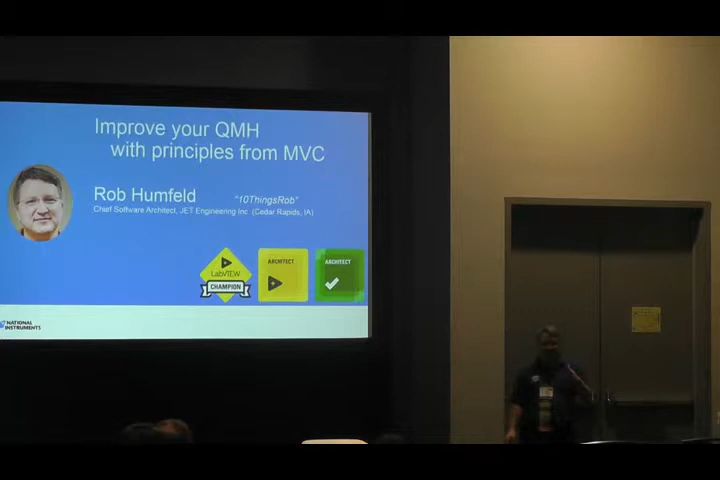 Improve your QMH
with principles from MVC
Rob Humfeld "10ThingsRob"
Chief Software Architect, JET Engineering Inc (Cedar Rapids, IA)
LabVIEW
CHAMPION
ARCHITECT
ARCHITECT
NATIONAL
INSTRUMENTS